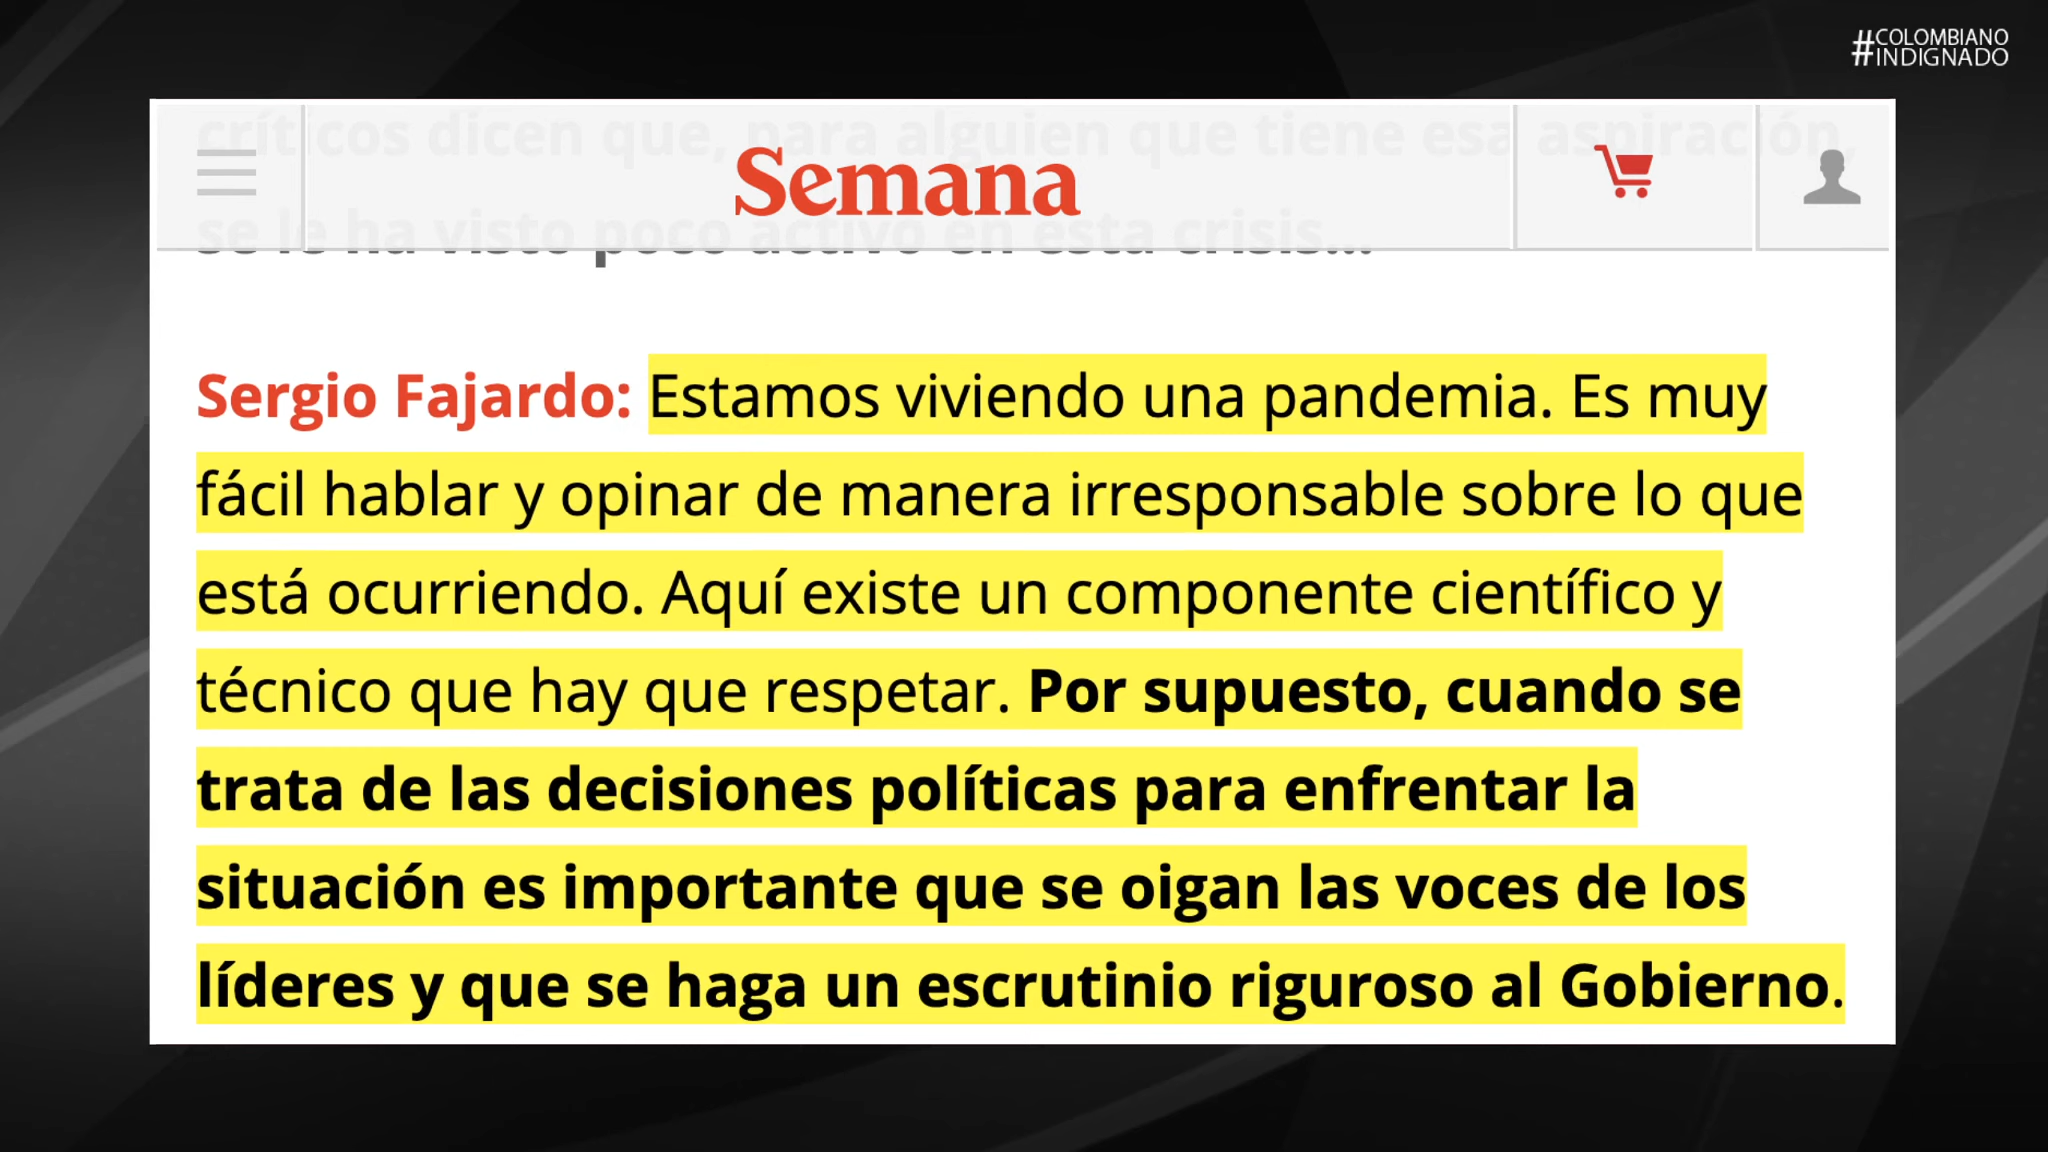 #COLOMBIANO
INDIGNADO
críticos dicen que, para alguien que tiene esa aspiración,
Semana
se le ha visto poco activo en esta crisis...
Sergio Fajardo: Estamos viviendo una pandemia. Es muy
fácil hablar y opinar de manera irresponsable sobre lo que
está ocurriendo. Aquí existe un componente científico y
técnico que hay que respetar. Por supuesto, cuando se
trata de las decisiones políticas para enfrentar la
situación es importante que se oigan las voces de los
líderes y que se haga un escrutinio riguroso al Gobierno.